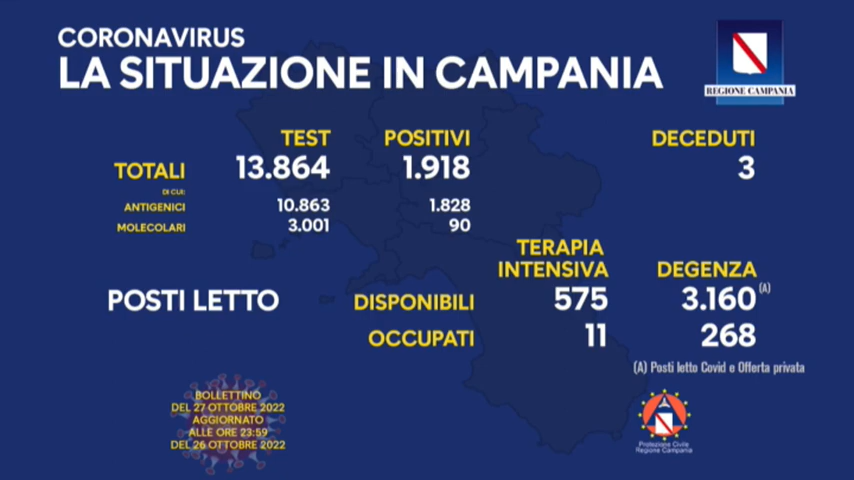 CORONAVIRUS
LA SITUAZIONE IN CAMPANIA
REGIONE CAMPANIA
TEST POSITIVI DECEDUTI
TOTALI 13.864 1.918 3
DI CUI:
ANTIGENICI 10.863 1.828
MOLECOLARI 3.001 90
TERAPIA
INTENSIVA DEGENZA
POSTI LETTO DISPONIBILI 575 3.160 (A)
OCCUPATI 11 268
(A) Posti letto Covid e Offerta privata
BOLLETTINO
DEL 27 OTTOBRE 2022
AGGIORNATO
ALLE ORE 23:59
DEL 26 OTTOBRE 2022
Protezione Civile
Regione Campania